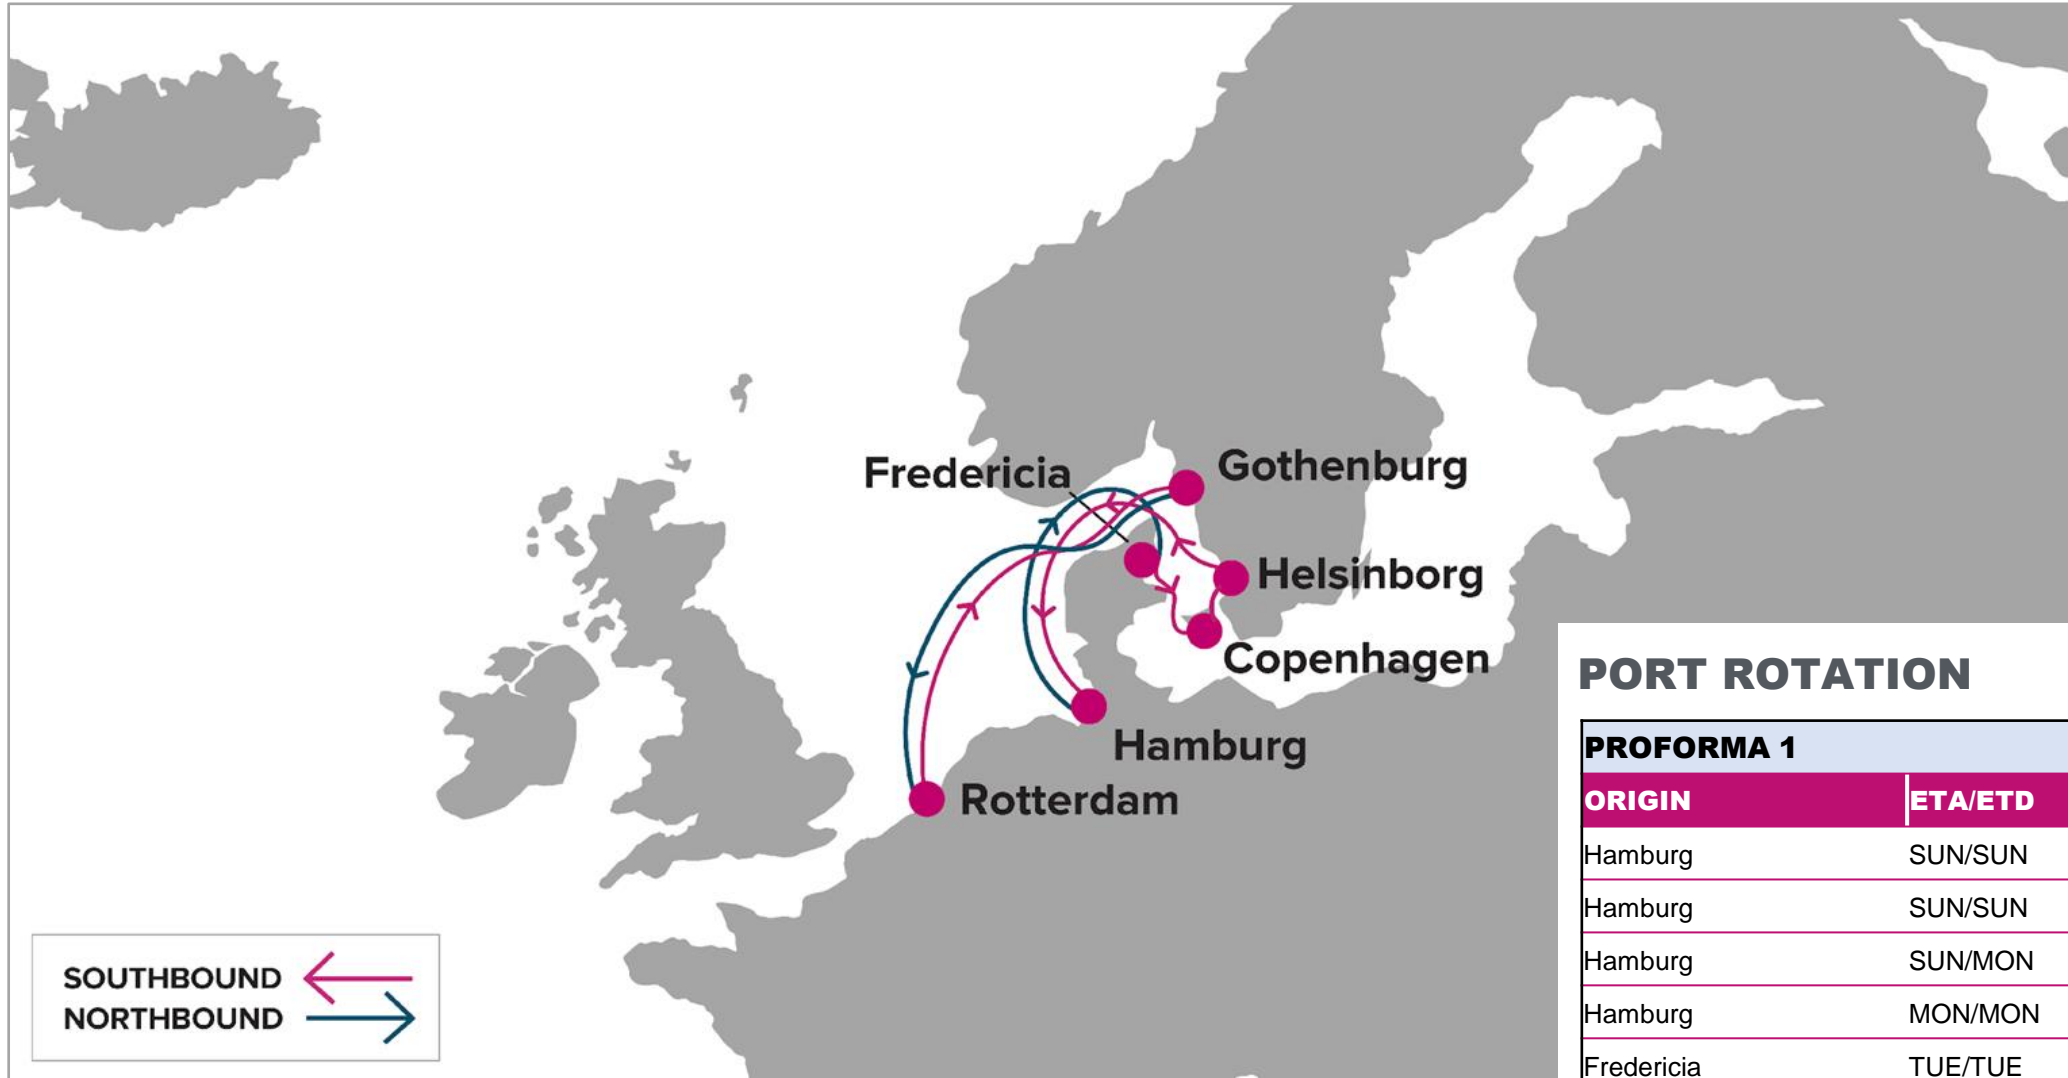 Fredericia
Gothenburg
Helsinborg
Copenhagen
Hamburg
Rotterdam
SOUTHBOUND
NORTHBOUND
PORT ROTATION
PROFORMA 1
ORIGIN ETA/ETD
Hamburg SUN/SUN
Hamburg SUN/SUN
Hamburg SUN/MON
Hamburg MON/MON
Fredericia TUE/TUE